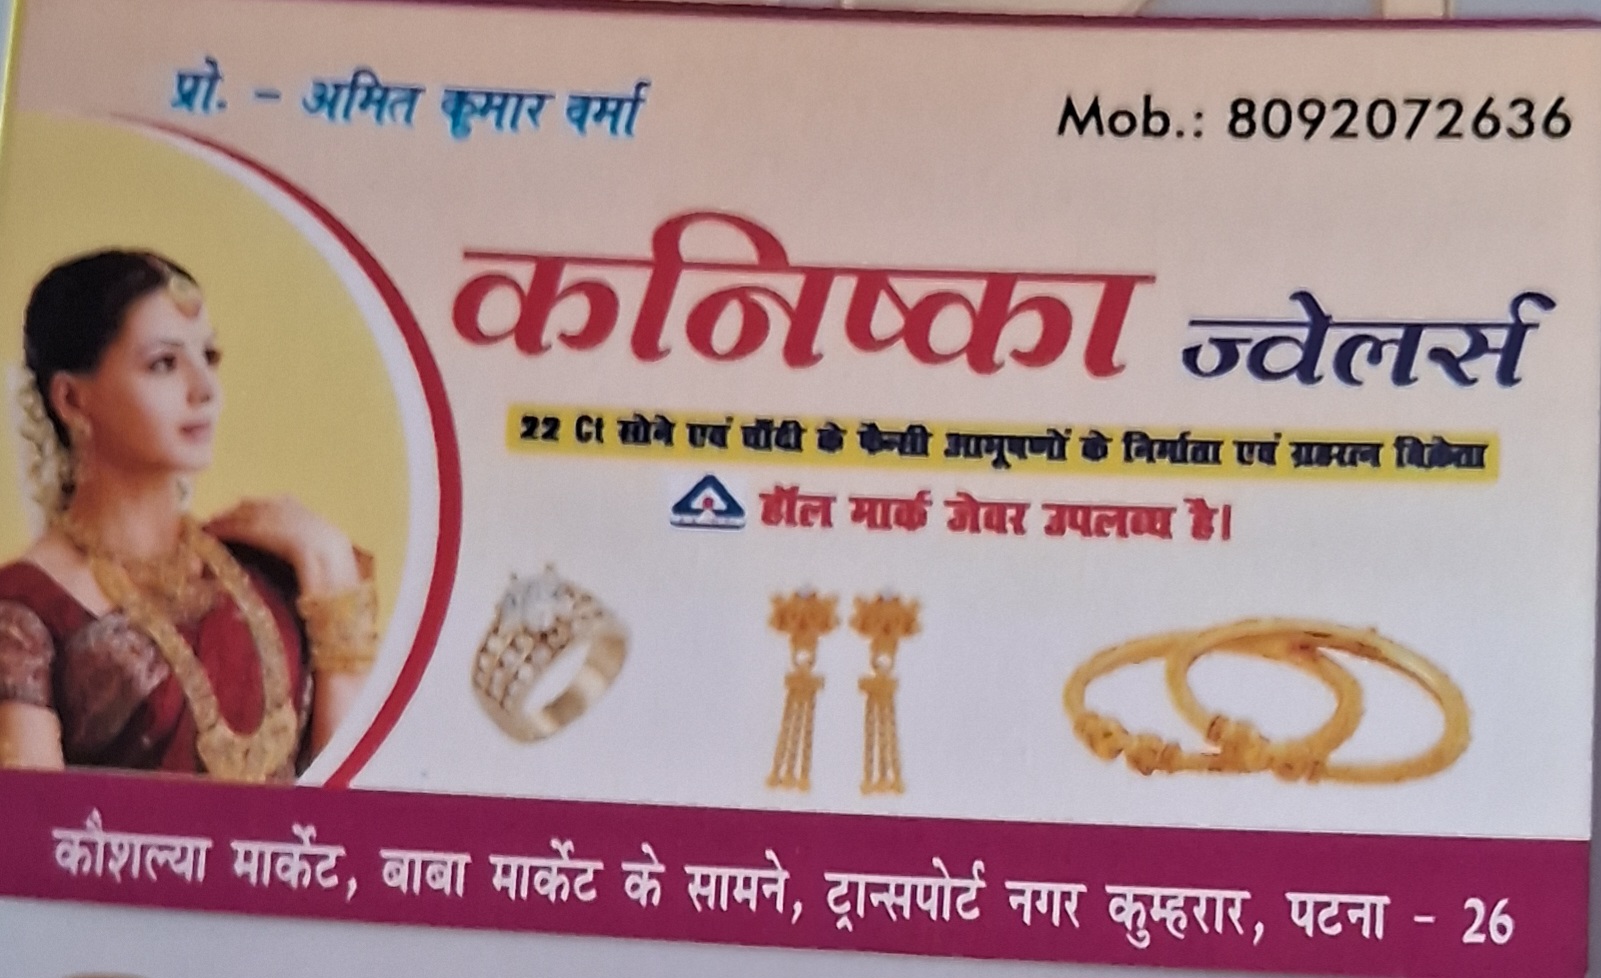 प्रो. - अमित कुमार वर्मा
Mob.: 8092072636
कनिष्का ज्वेलर्स
22 Ct सोने एवं चाँदी के फैन्सी आभूषणों के निर्माता एवं ग्रहरत्न विक्रेता
हॉल मार्क जेवर उपलब्ध है।
कौशल्या मार्केट, बाबा मार्केट के सामने, ट्रान्सपोर्ट नगर कुम्हरार, पटना - 26